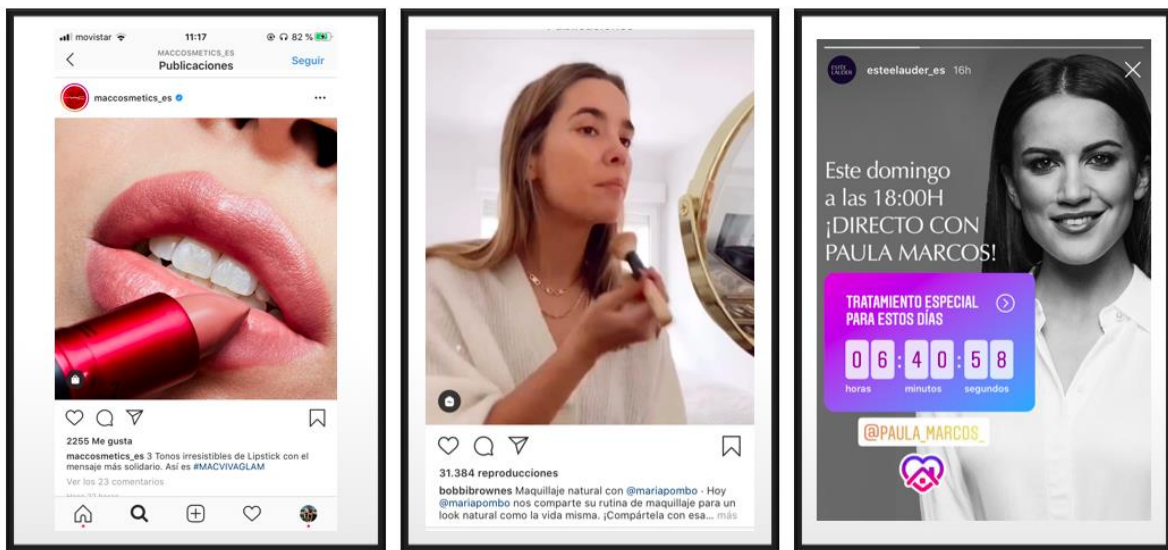 movistar 11:17 82 %
MACCOSMETICS_ES
Publicaciones
Seguir
maccosmetics_es
2255 Me gusta
maccosmetics_es 3 Tonos irresistibles de Lipstick con el
mensaje más solidario. Así es #MACVIVAGLAM
Ver los 23 comentarios
31.384 reproducciones
bobbibrownes Maquillaje natural con @mariapombo - Hoy
@mariapombo nos comparte su rutina de maquillaje para un
look natural como la vida misma. ¡Compártela con esa... más
ESTĒE
LAUDER
esteelauder_es 16h
Este domingo
a las 18:00H
¡DIRECTO CON
PAULA MARCOS!
TRATAMIENTO ESPECIAL
PARA ESTOS DÍAS
06:40:58
horas minutos segundos
@PAULA_MARCOS_